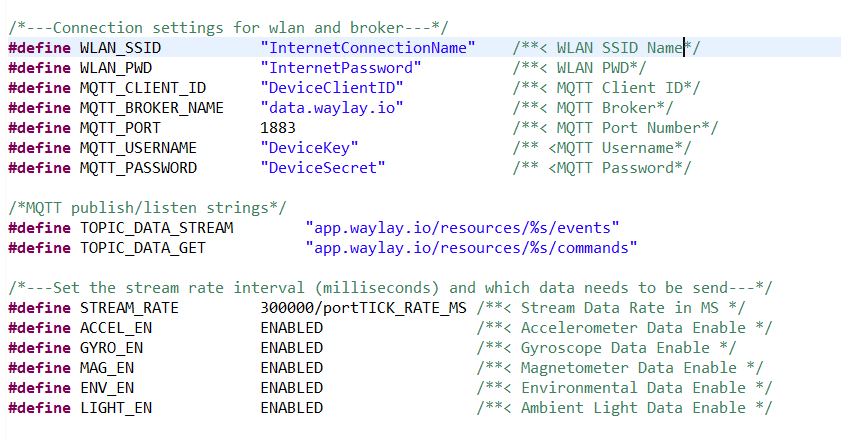 /*---Connection settings for wlan and broker---*/
#define WLAN_SSID "InternetConnectionName" /**< WLAN SSID Name*/
#define WLAN_PWD "InternetPassword" /**< WLAN PWD*/
#define MQTT_CLIENT_ID "DeviceClientID" /**< MQTT Client ID*/
#define MQTT_BROKER_NAME "data.waylay.io" /**< MQTT Broker*/
#define MQTT_PORT 1883 /**< MQTT Port Number*/
#define MQTT_USERNAME "DeviceKey" /** <MQTT Username*/
#define MQTT_PASSWORD "DeviceSecret" /** <MQTT Password*/
/*MQTT publish/listen strings*/
#define TOPIC_DATA_STREAM "app.waylay.io/resources/%s/events"
#define TOPIC_DATA_GET "app.waylay.io/resources/%s/commands"
/*---Set the stream rate interval (milliseconds) and which data needs to be send---*/
#define STREAM_RATE 300000/portTICK_RATE_MS /**< Stream Data Rate in MS */
#define ACCEL_EN ENABLED /**< Accelerometer Data Enable */
#define GYRO_EN ENABLED /**< Gyroscope Data Enable */
#define MAG_EN ENABLED /**< Magnetometer Data Enable */
#define ENV_EN ENABLED /**< Environmental Data Enable */
#define LIGHT_EN ENABLED /**< Ambient Light Data Enable */